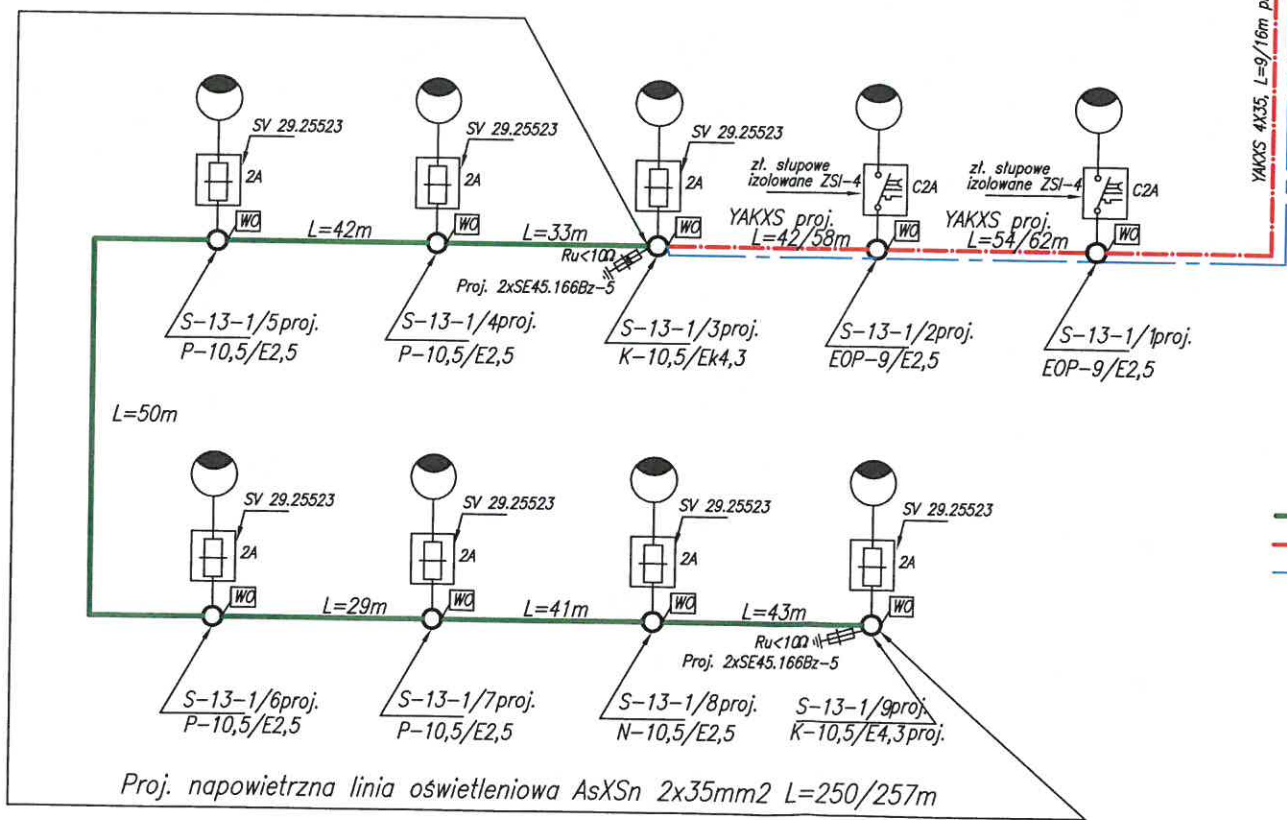 YAKXS 4X35, L=9/16m
SV 29.25523
2A
WO
L=42m
SV 29.25523
2A
WO
L=33m
SV 29.25523
2A
WO
Ru<10Ω
Proj. 2xSE45.166Bz-5
zł. słupowe
izolowane ZSI-4
C2A
YAKXS proj.
L=42/58m
WO
zł. słupowe
izolowane ZSI-4
C2A
YAKXS proj.
L=54/62m
WO
S-13-1/5proj.
P-10,5/E2,5
S-13-1/4proj.
P-10,5/E2,5
S-13-1/3proj.
K-10,5/Ek4,3
S-13-1/2proj.
EOP-9/E2,5
S-13-1/1proj.
EOP-9/E2,5
L=50m
SV 29.25523
2A
WO
L=29m
SV 29.25523
2A
WO
L=41m
SV 29.25523
2A
WO
L=43m
SV 29.25523
2A
WO
Ru<10Ω
Proj. 2xSE45.166Bz-5
S-13-1/6proj.
P-10,5/E2,5
S-13-1/7proj.
P-10,5/E2,5
S-13-1/8proj.
N-10,5/E2,5
S-13-1/9proj.
K-10,5/E4,3proj.
Proj. napowietrzna linia oświetleniowa AsXSn 2x35mm2 L=250/257m